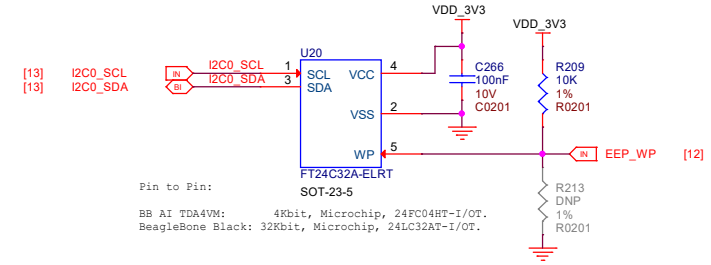 VDD_3V3
VDD_3V3
U20
[13] I2C0_SCL IN I2C0_SCL 1 SCL VCC 4
[13] I2C0_SDA BI I2C0_SDA 3 SDA
C266
100nF
10V
C0201
R209
10K
1%
R0201
VSS 2
WP 5
IN EEP_WP [12]
FT24C32A-ELRT
SOT-23-5
R213
DNP
1%
R0201
Pin to Pin:
BB AI TDA4VM: 4Kbit, Microchip, 24FC04HT-I/OT.
BeagleBone Black: 32Kbit, Microchip, 24LC32AT-I/OT.